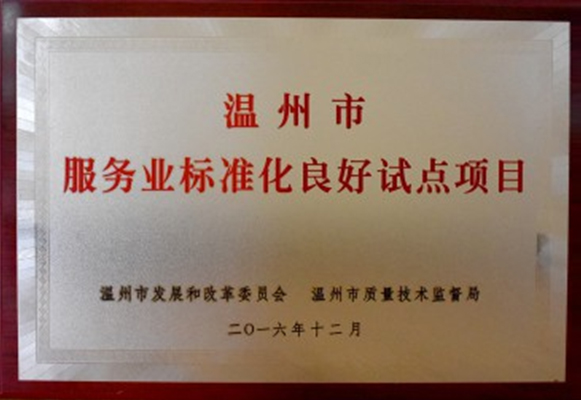 温州市
服务业标准化良好试点项目
温州市发展和改革委员会 温州市质量技术监督局
二〇一六年十二月